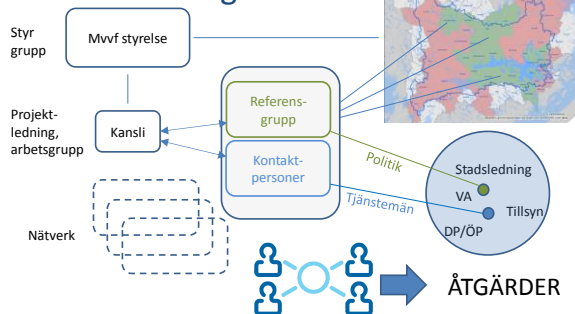 Styr
grupp
Mvvf styrelse
Projekt-
ledning,
arbetsgrupp
Kansli
Referens-
grupp
Kontakt-
personer
Nätverk
Politik
Tjänstemän
Stadsledning
VA
Tillsyn
DP/ÖP
ÅTGÄRDER